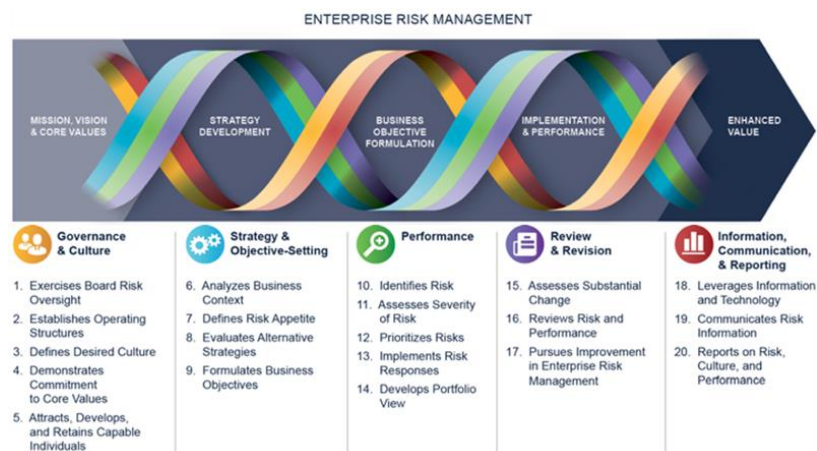 ENTERPRISE RISK MANAGEMENT
MISSION, VISION
& CORE VALUES
STRATEGY
DEVELOPMENT
BUSINESS
OBJECTIVE
FORMULATION
IMPLEMENTATION
& PERFORMANCE
ENHANCED
VALUE
Governance
& Culture
1. Exercises Board Risk
Oversight
2. Establishes Operating
Structures
3. Defines Desired Culture
4. Demonstrates
Commitment
to Core Values
5. Attracts, Develops,
and Retains Capable
Individuals
Strategy &
Objective-Setting
6. Analyzes Business
Context
7. Defines Risk Appetite
8. Evaluates Alternative
Strategies
9. Formulates Business
Objectives
Performance
10. Identifies Risk
11. Assesses Severity
of Risk
12. Prioritizes Risks
13. Implements Risk
Responses
14. Develops Portfolio
View
Review
& Revision
15. Assesses Substantial
Change
16. Reviews Risk and
Performance
17. Pursues Improvement
in Enterprise Risk
Management
Information,
Communication,
& Reporting
18. Leverages Information
and Technology
19. Communicates Risk
Information
20. Reports on Risk,
Culture, and
Performance